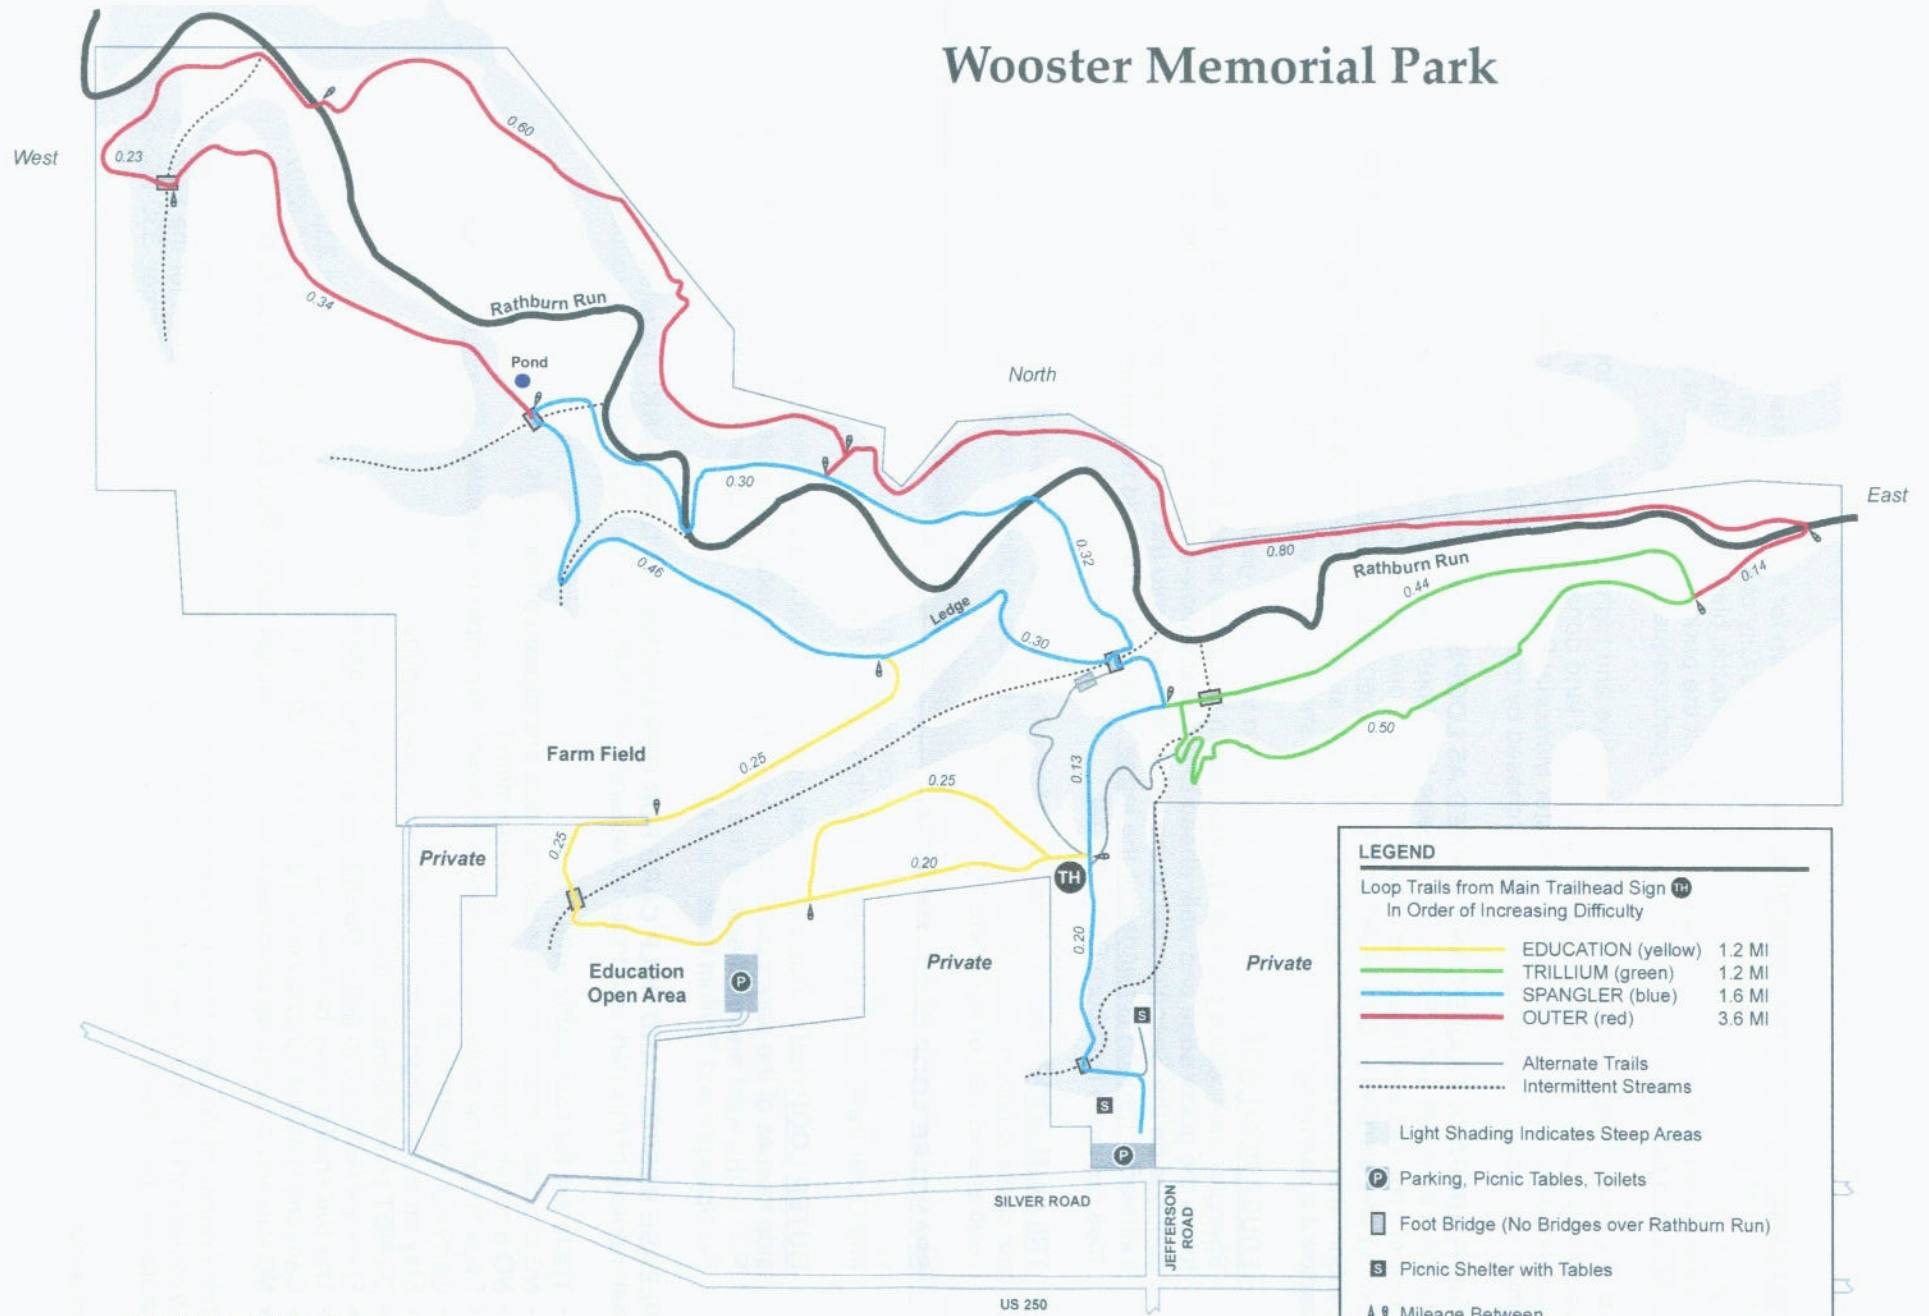 Wooster Memorial Park
West
0.23
0.60
0.34
Rathburn Run
Pond
North
East
0.30
0.32
0.80
Rathburn Run
0.44
0.14
0.46
Ledge
0.30
0.50
Farm Field
0.25
0.13
0.25
0.25
0.20
Private
TH
0.20
Education
Open Area
P
Private
Private
S
S
P
SILVER ROAD
JEFFERSON
ROAD
US 250
LEGEND
Loop Trails from Main Trailhead Sign TH
In Order of Increasing Difficulty
EDUCATION (yellow) 1.2 MI
TRILLIUM (green) 1.2 MI
SPANGLER (blue) 1.6 MI
OUTER (red) 3.6 MI
Alternate Trails
Intermittent Streams
Light Shading Indicates Steep Areas
P Parking, Picnic Tables, Toilets
Foot Bridge (No Bridges over Rathburn Run)
S Picnic Shelter with Tables
Mileage Between